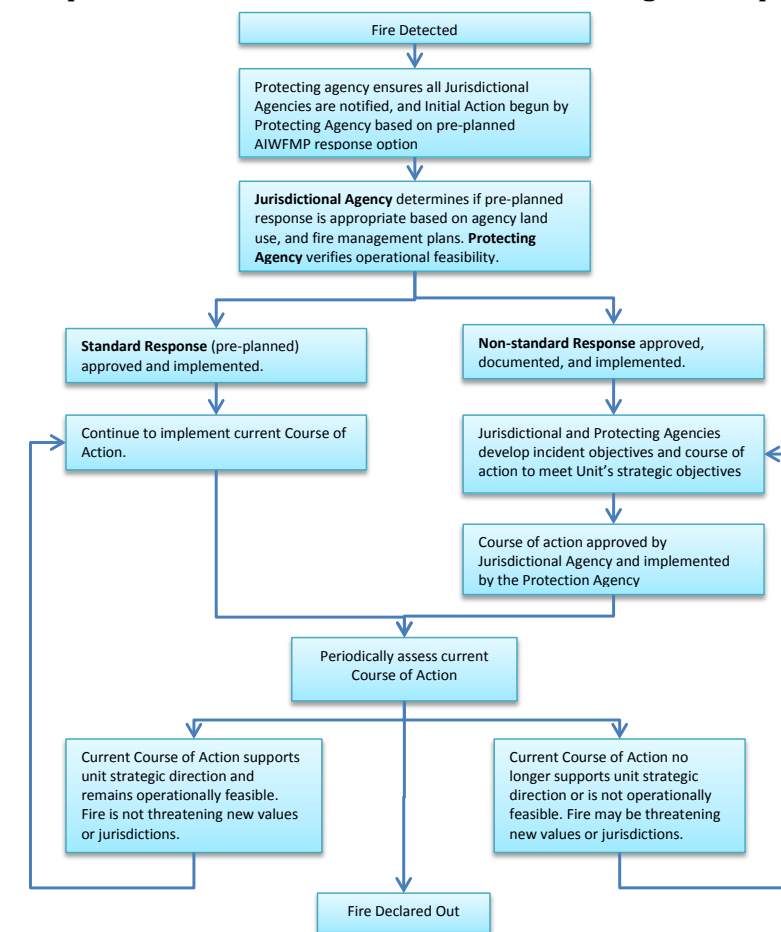 Fire Detected
Protecting agency ensures all Jurisdictional
Agencies are notified, and Initial Action begun by
Protecting Agency based on pre-planned
AIWFMP response option
Jurisdictional Agency determines if pre-planned
response is appropriate based on agency land
use, and fire management plans. Protecting
Agency verifies operational feasibility.
Standard Response (pre-planned)
approved and implemented.
Non-standard Response approved,
documented, and implemented.
Continue to implement current Course of
Action.
Jurisdictional and Protecting Agencies
develop incident objectives and course of
action to meet Unit’s strategic objectives
Course of action approved by
Jurisdictional Agency and implemented
by the Protection Agency
Periodically assess current
Course of Action
Current Course of Action supports
unit strategic direction and
remains operationally feasible.
Fire is not threatening new values
or jurisdictions.
Current Course of Action no
longer supports unit strategic
direction or is not operationally
feasible. Fire may be threatening
new values or jurisdictions.
Fire Declared Out